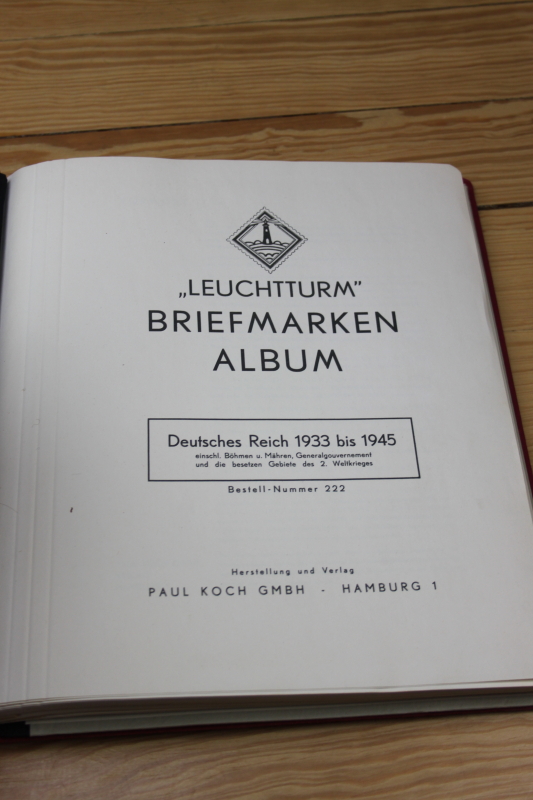 „LEUCHTTURM”
BRIEFMARKEN
ALBUM
Deutsches Reich 1933 bis 1945
einschl. Böhmen u. Mähren, Generalgouvernement
und die besetzen Gebiete des 2. Weltkrieges
Bestell-Nummer 222
Herstellung und Verlag
PAUL KOCH GMBH - HAMBURG 1